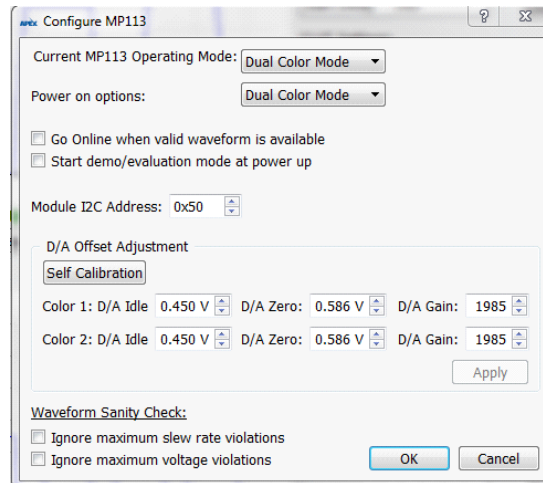 APEX Configure MP113
Current MP113 Operating Mode: Dual Color Mode
Power on options: Dual Color Mode
Go Online when valid waveform is available
Start demo/evaluation mode at power up
Module I2C Address: 0x50
D/A Offset Adjustment
Self Calibration
Color 1: D/A Idle 0.450 V D/A Zero: 0.586 V D/A Gain: 1985
Color 2: D/A Idle 0.450 V D/A Zero: 0.586 V D/A Gain: 1985
Apply
Waveform Sanity Check:
Ignore maximum slew rate violations
Ignore maximum voltage violations
OK Cancel